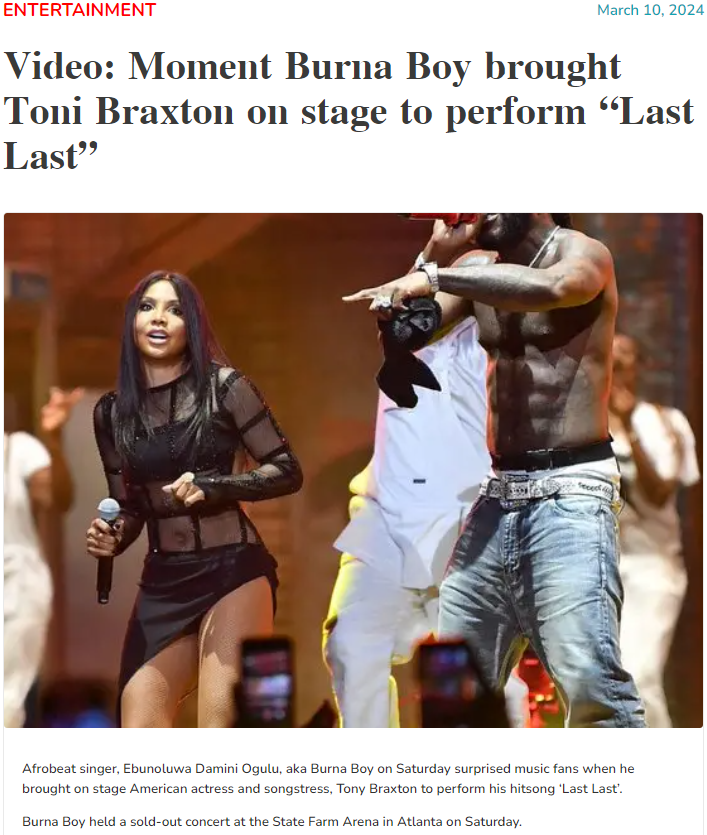 ENTERTAINMENT
March 10, 2024
Video: Moment Burna Boy brought
Toni Braxton on stage to perform “Last
Last”
Afrobeat singer, Ebunoluwa Damini Ogulu, aka Burna Boy on Saturday surprised music fans when he
brought on stage American actress and songstress, Tony Braxton to perform his hitsong ‘Last Last’.
Burna Boy held a sold-out concert at the State Farm Arena in Atlanta on Saturday.